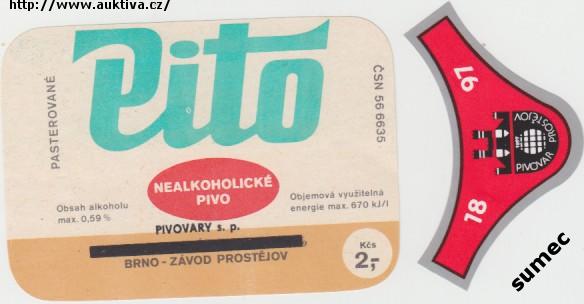 http://www.auktiva.cz/
Pito
PASTEROVANÉ
ČSN 56 6635
NEALKOHOLICKÉ
PIVO
Obsah alkoholu
max. 0,59 %
Objemová využitelná
energie max. 670 kJ/l
PIVOVARY s. p.
BRNO - ZÁVOD PROSTĚJOV
Kčs
2,-
18 97
PIVOVAR
PROSTĚJOV
sumec